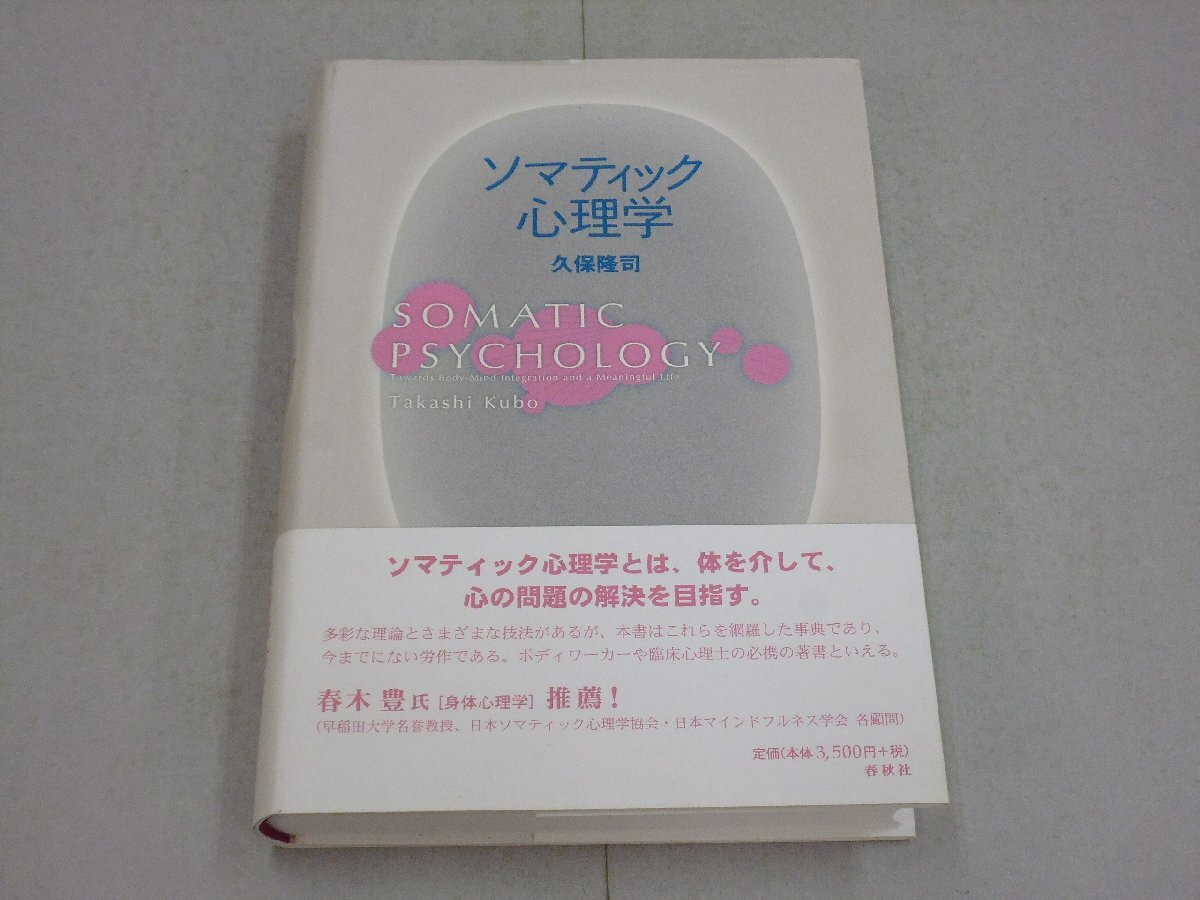 ソマティック
心理学
久保隆司
SOMATIC
PSYCHOLOGY
Towards Body-Mind Integration and a Meaningful Life
Takashi Kubo
ソマティック心理学とは、体を介して、
心の問題の解決を目指す。
多彩な理論とさまざまな技法があるが、本書はこれらを網羅した事典であり、
今までにない労作である。ボディワーカーや臨床心理士の必携の著書といえる。
春木 豊氏［身体心理学］ 推薦！
（早稲田大学名誉教授、日本ソマティック心理学協会・日本マインドフルネス学会 各顧問）
定価（本体3,500円＋税）
春秋社